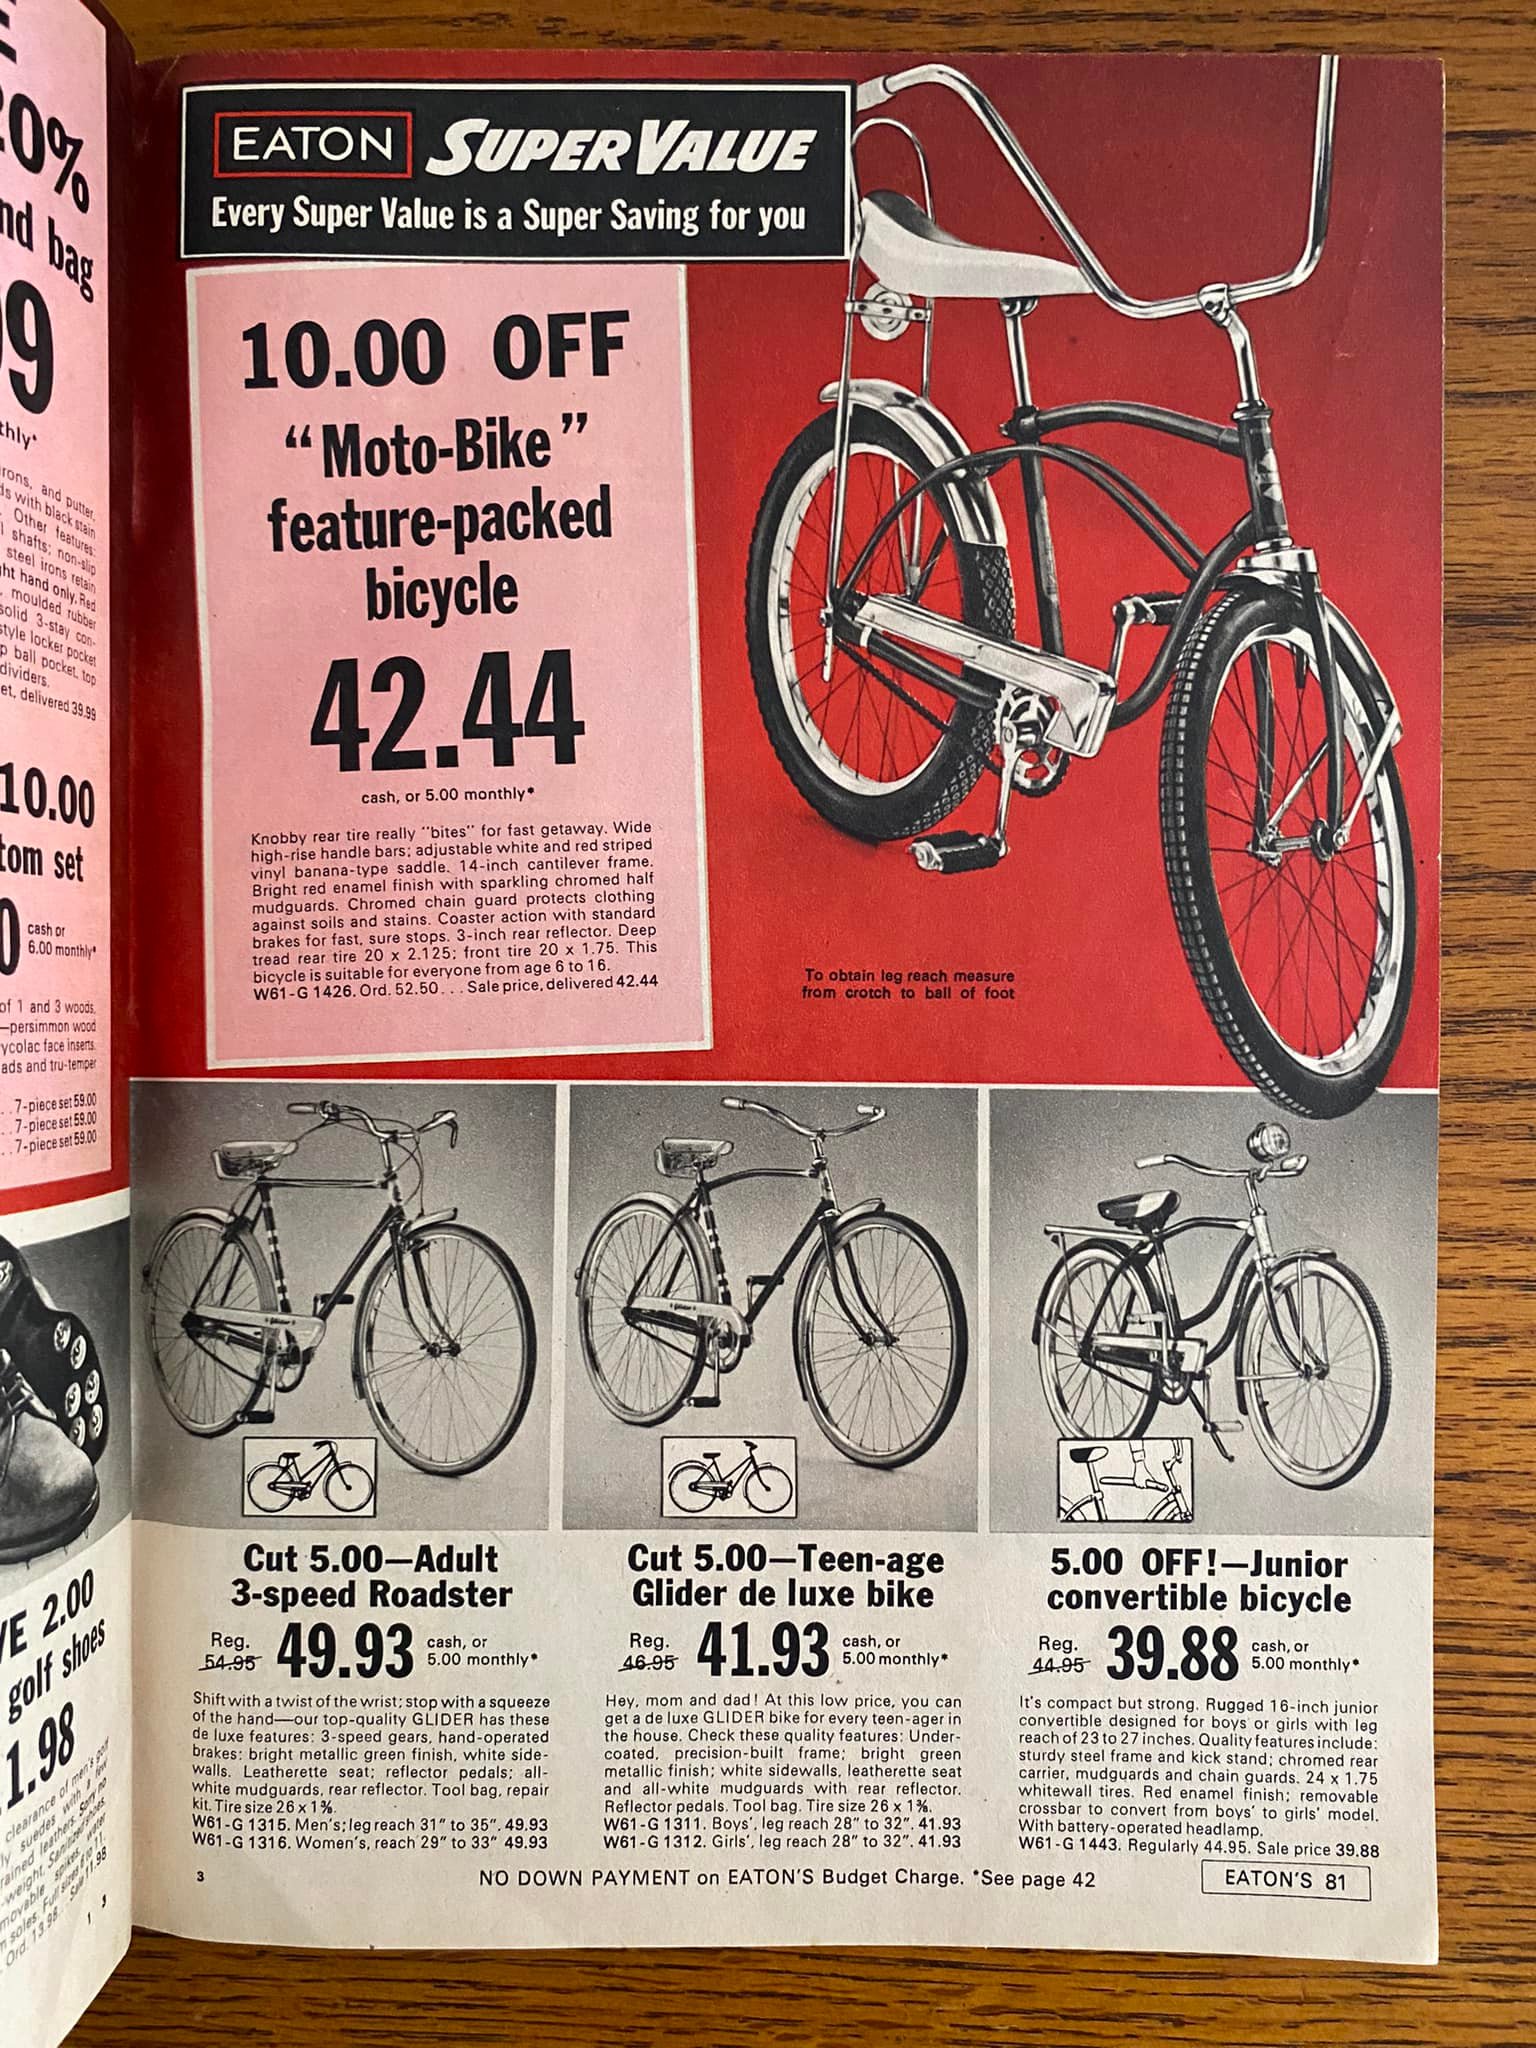 20%
nd bag
99
thly*
irons, and putter.
ds with black stain
Other features:
shafts; non-slip
steel irons retain
ght hand only. Red
moulded rubber
solid 3-stay con-
style locker pocket
p ball pocket, top
dividers.
et, delivered 39.99
10.00
tom set
0 cash or
6.00 monthly*
of 1 and 3 woods,
—persimmon wood
ycolac face inserts.
ads and tru-temper
. . 7-piece set 59.00
. . 7-piece set 59.00
. . 7-piece set 59.00
VE 2.00
golf shoes
1.98
clearance of men's golf
suedes with a few
rained leathers. Sorry no
-weight. Sanitized
movable spikes.
soles. Full sizes
Ord. 13.98 . . . Sale 11.98
1 3
EATON SUPER VALUE
Every Super Value is a Super Saving for you
10.00 OFF
“Moto-Bike”
feature-packed
bicycle
42.44
cash, or 5.00 monthly*
Knobby rear tire really "bites" for fast getaway. Wide
high-rise handle bars; adjustable white and red striped
vinyl banana-type saddle. 14-inch cantilever frame.
Bright red enamel finish with sparkling chromed half
mudguards. Chromed chain guard protects clothing
against soils and stains. Coaster action with standard
brakes for fast, sure stops. 3-inch rear reflector. Deep
tread rear tire 20 x 2.125; front tire 20 x 1.75. This
bicycle is suitable for everyone from age 6 to 16.
W61-G 1426. Ord. 52.50 . . . Sale price, delivered 42.44
To obtain leg reach measure
from crotch to ball of foot
Glider
Glider
Cut 5.00—Adult
3-speed Roadster
Reg.
54.95 49.93 cash, or
5.00 monthly*
Shift with a twist of the wrist; stop with a squeeze
of the hand—our top-quality GLIDER has these
de luxe features: 3-speed gears, hand-operated
brakes; bright metallic green finish, white side-
walls. Leatherette seat; reflector pedals; all-
white mudguards, rear reflector. Tool bag, repair
kit. Tire size 26 x 1⅜.
W61-G 1315. Men's; leg reach 31" to 35". 49.93
W61-G 1316. Women's, reach 29" to 33" 49.93
Cut 5.00—Teen-age
Glider de luxe bike
Reg.
46.95 41.93 cash, or
5.00 monthly*
Hey, mom and dad! At this low price, you can
get a de luxe GLIDER bike for every teen-ager in
the house. Check these quality features: Under-
coated, precision-built frame; bright green
metallic finish; white sidewalls, leatherette seat
and all-white mudguards with rear reflector.
Reflector pedals. Tool bag. Tire size 26 x 1⅜.
W61-G 1311. Boys', leg reach 28" to 32". 41.93
W61-G 1312. Girls', leg reach 28" to 32". 41.93
5.00 OFF!—Junior
convertible bicycle
Reg.
44.95 39.88 cash, or
5.00 monthly*
It's compact but strong. Rugged 16-inch junior
convertible designed for boys or girls with leg
reach of 23 to 27 inches. Quality features include:
sturdy steel frame and kick stand; chromed rear
carrier, mudguards and chain guards. 24 x 1.75
whitewall tires. Red enamel finish; removable
crossbar to convert from boys' to girls' model.
With battery-operated headlamp.
W61-G 1443. Regularly 44.95. Sale price 39.88
3 NO DOWN PAYMENT on EATON'S Budget Charge. *See page 42 EATON'S 81